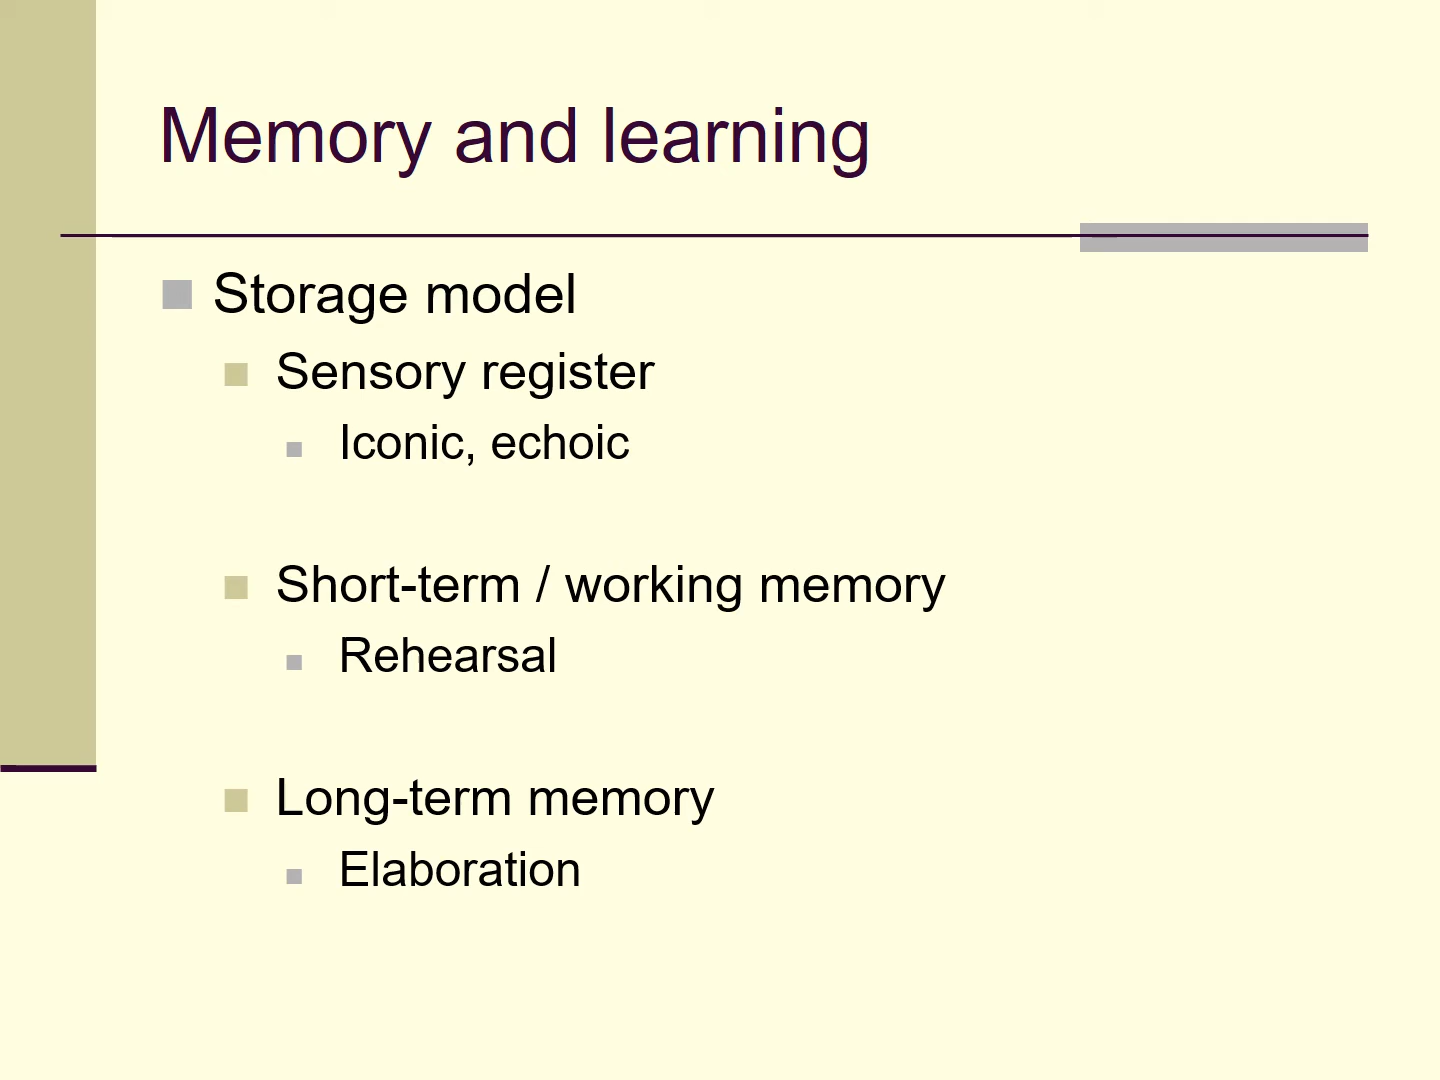 Memory and learning
Storage model
Sensory register
Iconic, echoic
Short-term / working memory
Rehearsal
Long-term memory
Elaboration